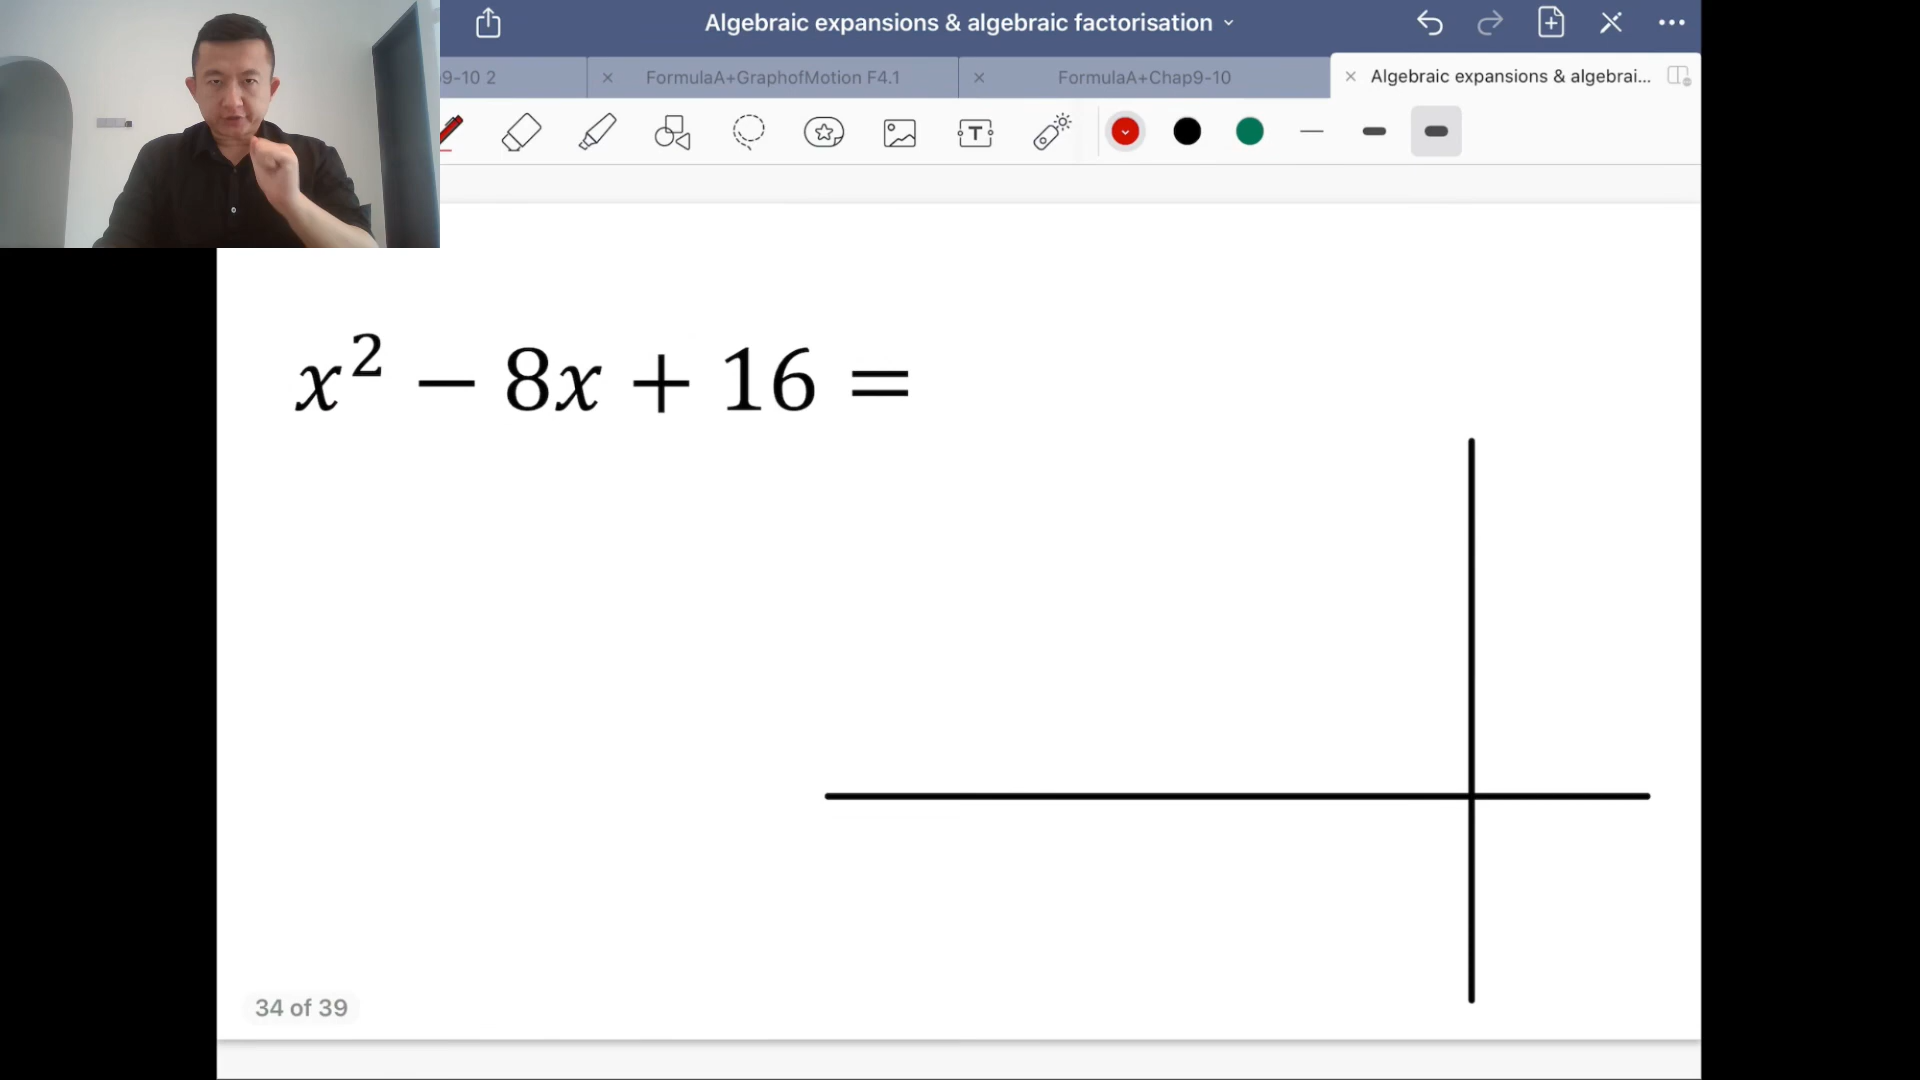 Algebraic expansions & algebraic factorisation
9-10 2
FormulaA+GraphofMotion F4.1
FormulaA+Chap9-10
Algebraic expansions & algebrai...
T
x² − 8x + 16 =
34 of 39